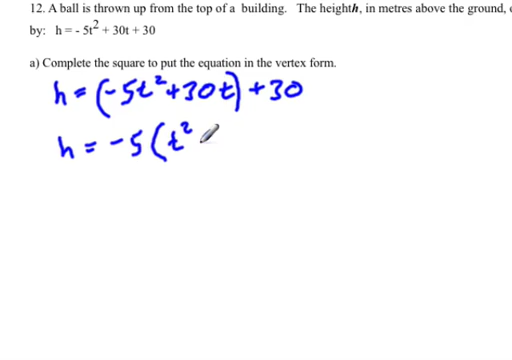 12. A ball is thrown up from the top of a building. The heighth, in metres above the ground,
by: h = - 5t² + 30t + 30
a) Complete the square to put the equation in the vertex form.
h = (-5t²+30t)+30
h = -5(t²